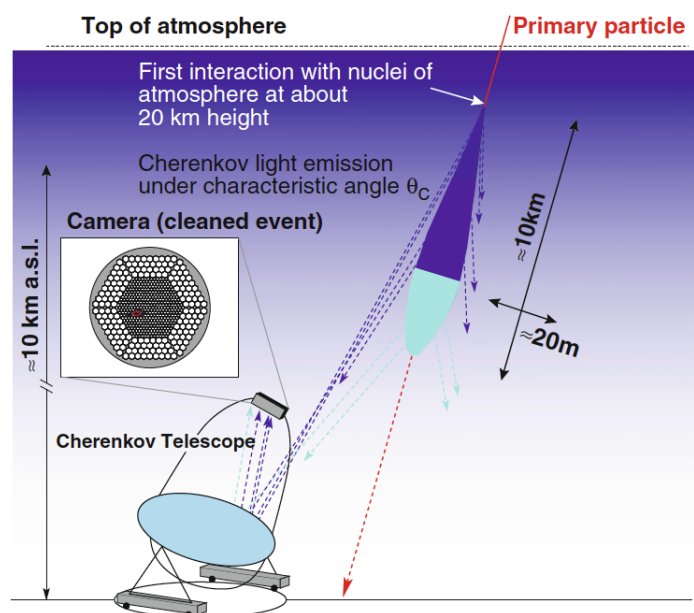 Top of atmosphere
Primary particle
First interaction with nuclei of
atmosphere at about
20 km height
Cherenkov light emission
under characteristic angle θC
Camera (cleaned event)
≈10 km a.s.l.
≈10km
≈20m
Cherenkov Telescope